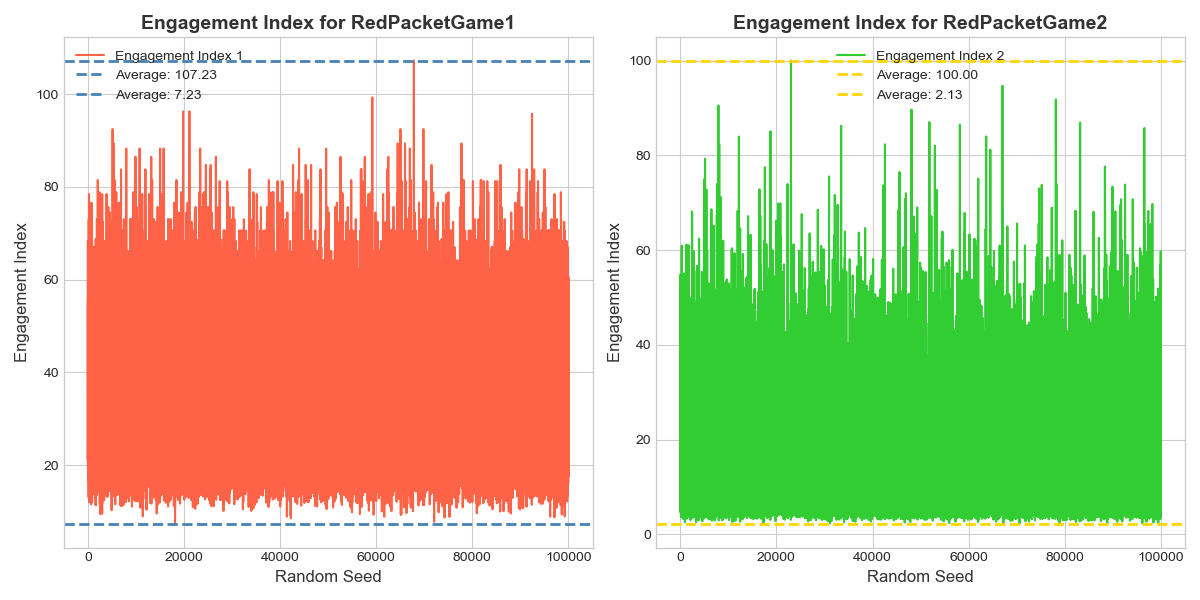 Engagement Index for RedPacketGame1
Engagement Index 1
Average: 107.23
Average: 7.23
Engagement Index
100
80
60
40
20
0
20000
40000
60000
80000
100000
Random Seed
Engagement Index for RedPacketGame2
Engagement Index 2
Average: 100.00
Average: 2.13
Engagement Index
100
80
60
40
20
0
0
20000
40000
60000
80000
100000
Random Seed